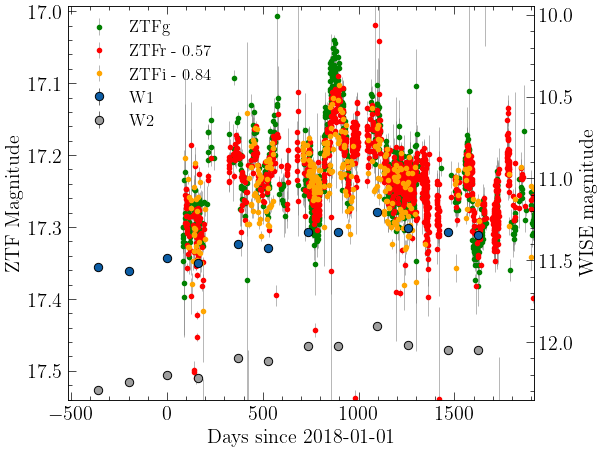 ZTFg
ZTFr - 0.57
ZTFi - 0.84
W1
W2
ZTF Magnitude
17.0
17.1
17.2
17.3
17.4
17.5
WISE magnitude
10.0
10.5
11.0
11.5
12.0
−500
0
500
1000
1500
Days since 2018-01-01